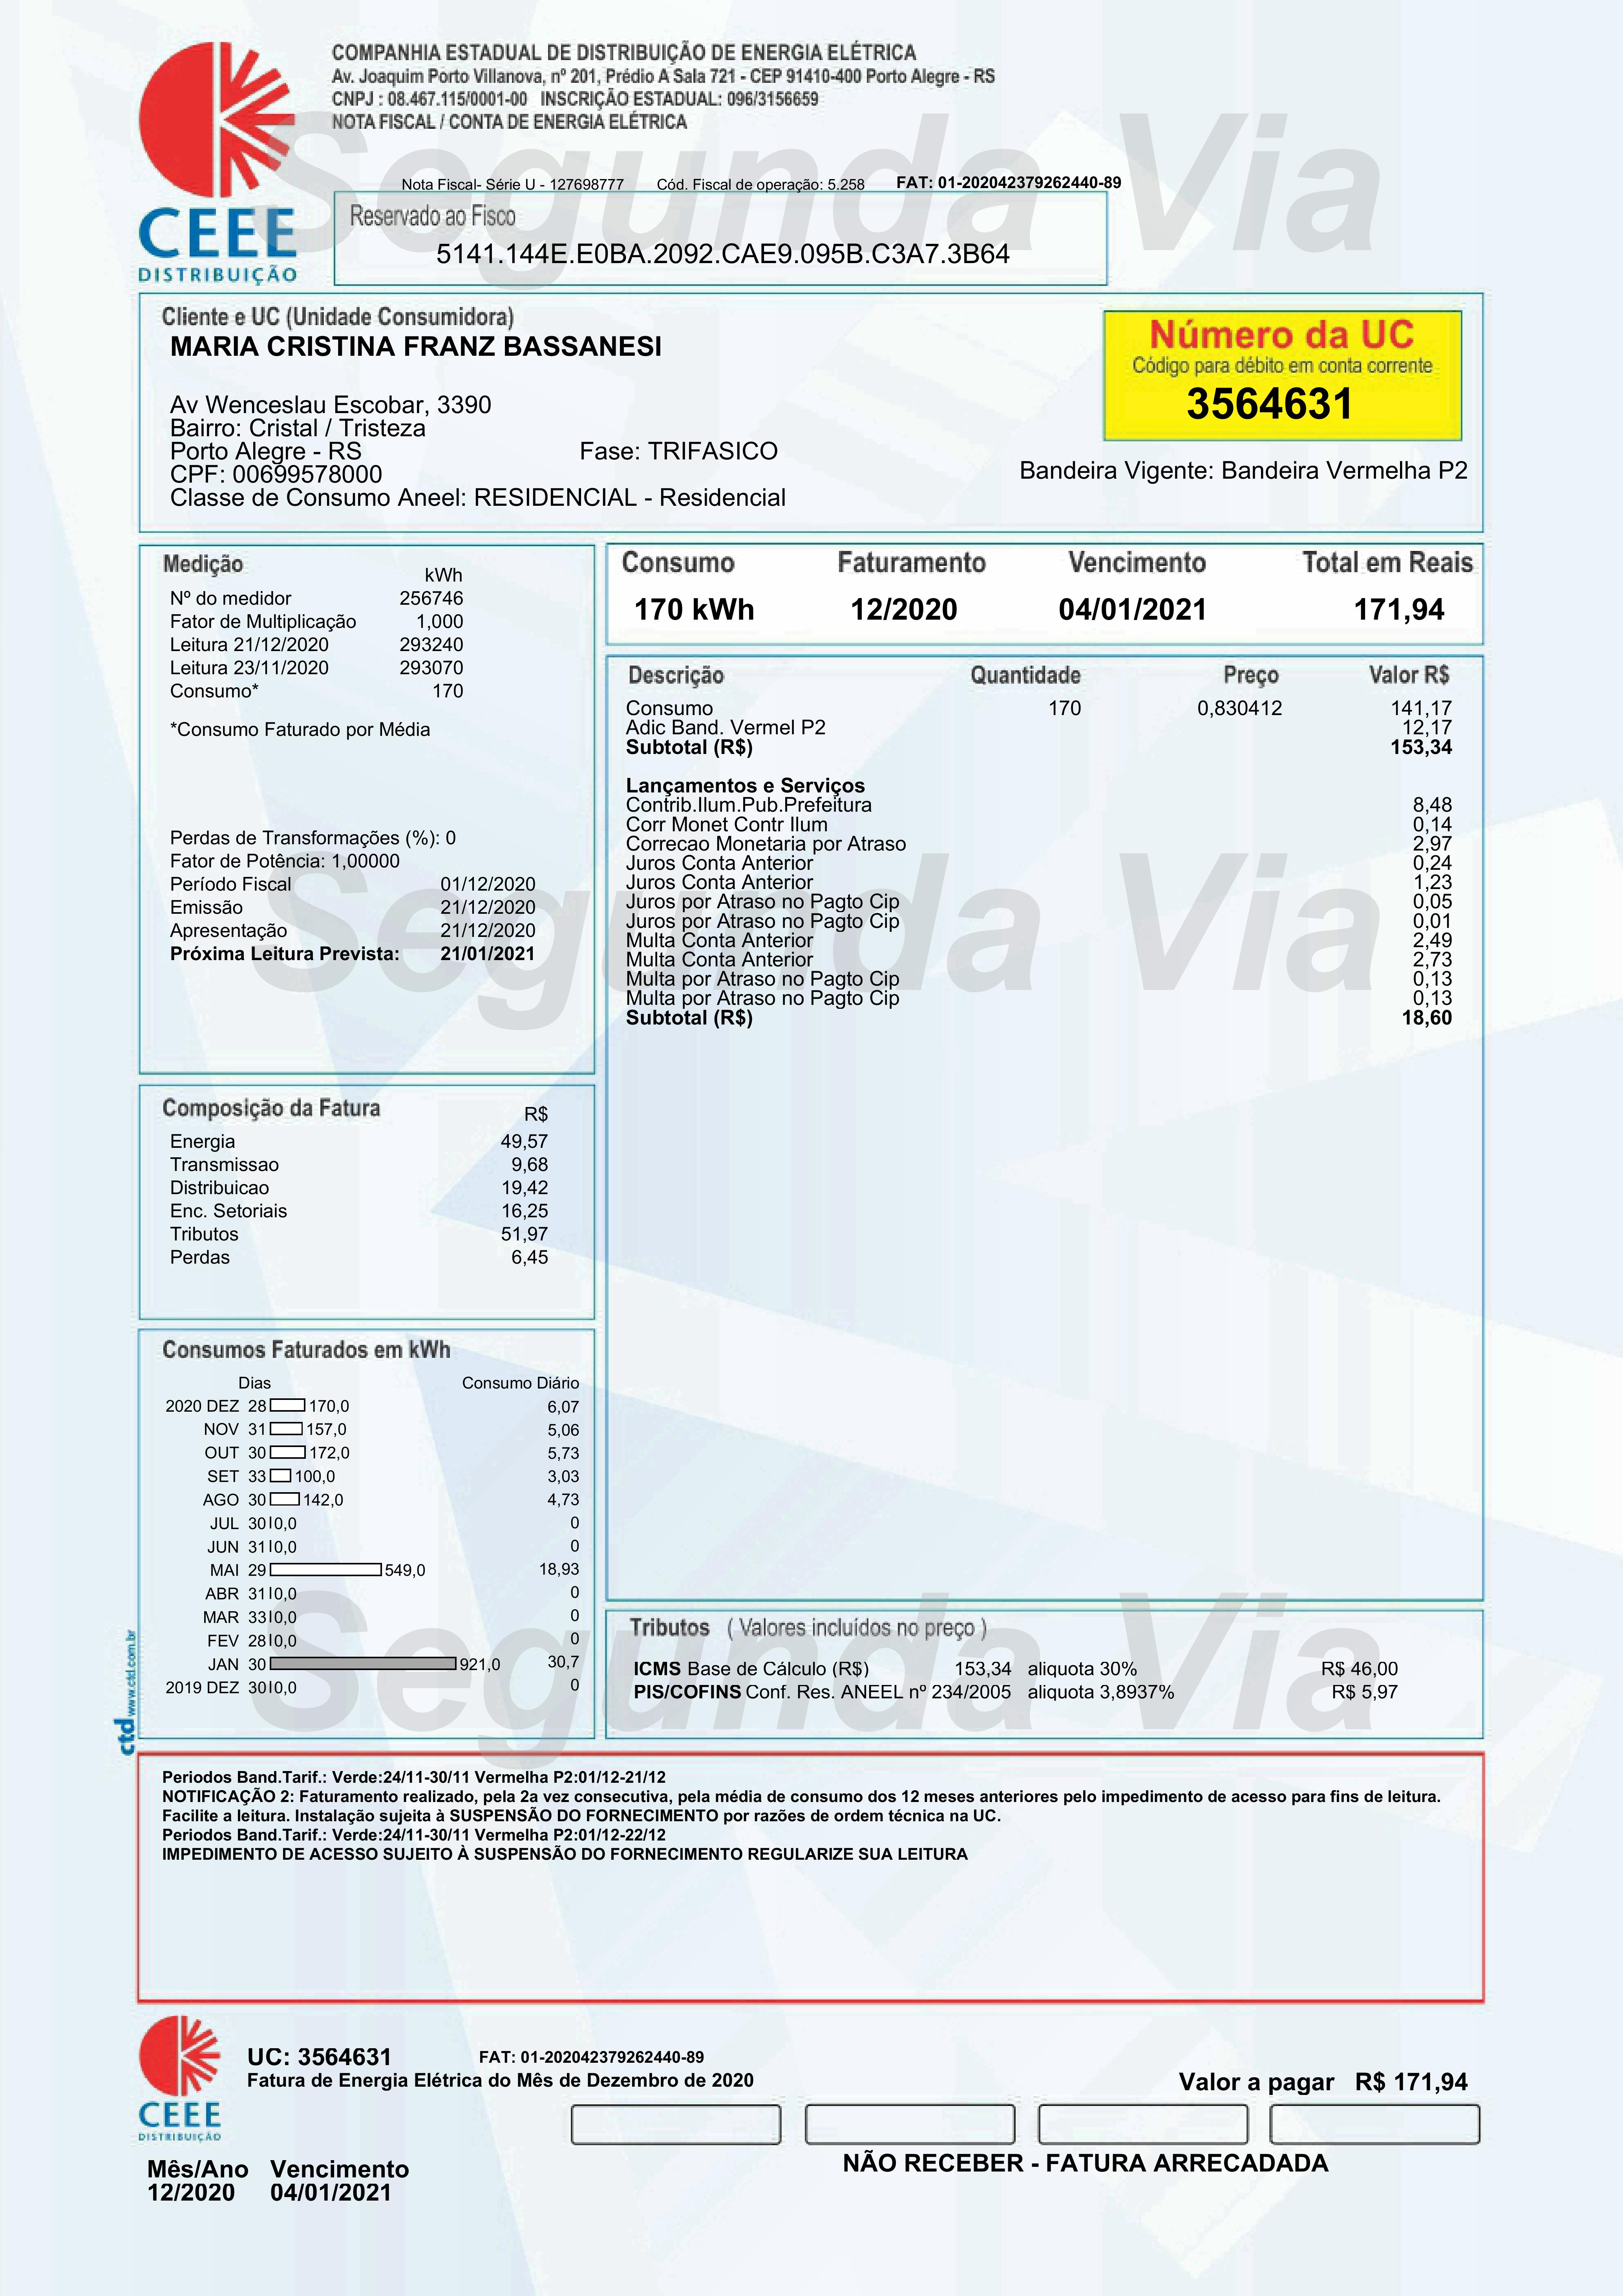 COMPANHIA ESTADUAL DE DISTRIBUIÇÃO DE ENERGIA ELÉTRICA
Av. Joaquim Porto Villanova, nº 201, Prédio A Sala 721 - CEP 91410-400 Porto Alegre - RS
CNPJ : 08.467.115/0001-00 INSCRIÇÃO ESTADUAL: 096/3156659
NOTA FISCAL / CONTA DE ENERGIA ELÉTRICA
Segunda Via
Nota Fiscal- Série U - 127698777 Cód. Fiscal de operação: 5.258 FAT: 01-202042379262440-89
CEEE
DISTRIBUIÇÃO
Reservado ao Fisco
5141.144E.E0BA.2092.CAE9.095B.C3A7.3B64
Cliente e UC (Unidade Consumidora)
MARIA CRISTINA FRANZ BASSANESI
Av Wenceslau Escobar, 3390
Bairro: Cristal / Tristeza
Porto Alegre - RS Fase: TRIFASICO
CPF: 00699578000
Classe de Consumo Aneel: RESIDENCIAL - Residencial
Número da UC
Código para débito em conta corrente
3564631
Bandeira Vigente: Bandeira Vermelha P2
Medição
kWh
Nº do medidor 256746
Fator de Multiplicação 1,000
Leitura 21/12/2020 293240
Leitura 23/11/2020 293070
Consumo* 170
*Consumo Faturado por Média
Perdas de Transformações (%): 0
Fator de Potência: 1,00000
Período Fiscal 01/12/2020
Emissão 21/12/2020
Apresentação 21/12/2020
Próxima Leitura Prevista: 21/01/2021
Consumo Faturamento Vencimento Total em Reais
170 kWh 12/2020 04/01/2021 171,94
Descrição Quantidade Preço Valor R$
Consumo 170 0,830412 141,17
Adic Band. Vermel P2 12,17
Subtotal (R$) 153,34
Lançamentos e Serviços
Contrib.Ilum.Pub.Prefeitura 8,48
Corr Monet Contr Ilum 0,14
Correcao Monetaria por Atraso 2,97
Juros Conta Anterior 0,24
Juros Conta Anterior 1,23
Juros por Atraso no Pagto Cip 0,05
Juros por Atraso no Pagto Cip 0,01
Multa Conta Anterior 2,49
Multa Conta Anterior 2,73
Multa por Atraso no Pagto Cip 0,13
Multa por Atraso no Pagto Cip 0,13
Subtotal (R$) 18,60
Segunda Via
Composição da Fatura
R$
Energia 49,57
Transmissao 9,68
Distribuicao 19,42
Enc. Setoriais 16,25
Tributos 51,97
Perdas 6,45
Consumos Faturados em kWh
Dias Consumo Diário
2020 DEZ 28 170,0 6,07
NOV 31 157,0 5,06
OUT 30 172,0 5,73
SET 33 100,0 3,03
AGO 30 142,0 4,73
JUL 30 0,0 0
JUN 31 0,0 0
MAI 29 549,0 18,93
ABR 31 0,0 0
MAR 33 0,0 0
FEV 28 0,0 0
JAN 30 921,0 30,7
2019 DEZ 30 0,0 0
Segunda Via
ctd www.ctd.com.br
Tributos ( Valores incluídos no preço )
ICMS Base de Cálculo (R$) 153,34 aliquota 30% R$ 46,00
PIS/COFINS Conf. Res. ANEEL nº 234/2005 aliquota 3,8937% R$ 5,97
Periodos Band.Tarif.: Verde:24/11-30/11 Vermelha P2:01/12-21/12
NOTIFICAÇÃO 2: Faturamento realizado, pela 2a vez consecutiva, pela média de consumo dos 12 meses anteriores pelo impedimento de acesso para fins de leitura.
Facilite a leitura. Instalação sujeita à SUSPENSÃO DO FORNECIMENTO por razões de ordem técnica na UC.
Periodos Band.Tarif.: Verde:24/11-30/11 Vermelha P2:01/12-22/12
IMPEDIMENTO DE ACESSO SUJEITO À SUSPENSÃO DO FORNECIMENTO REGULARIZE SUA LEITURA
CEEE
DISTRIBUIÇÃO
UC: 3564631 FAT: 01-202042379262440-89
Fatura de Energia Elétrica do Mês de Dezembro de 2020
Valor a pagar R$ 171,94
NÃO RECEBER - FATURA ARRECADADA
Mês/Ano Vencimento
12/2020 04/01/2021